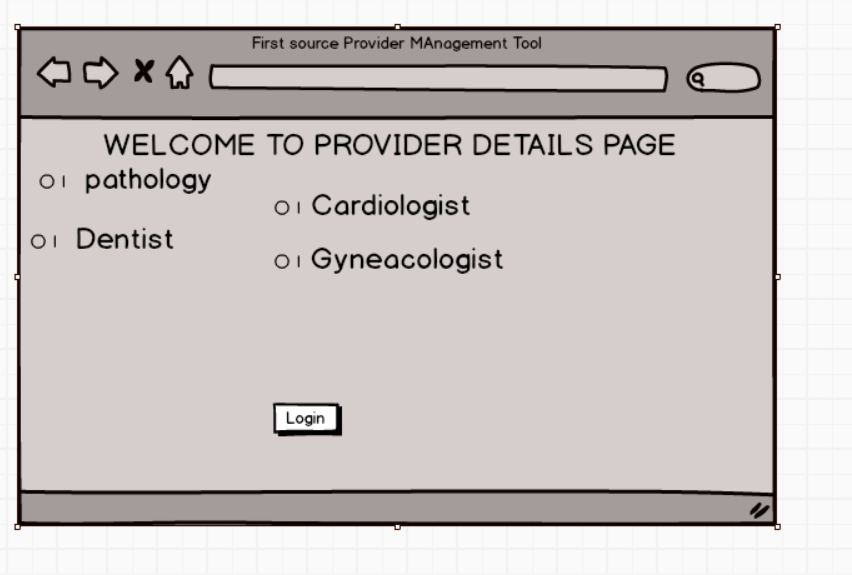 First source Provider MAnagement Tool
WELCOME TO PROVIDER DETAILS PAGE
pathology
Cardiologist
Dentist
Gyneacologist
Login